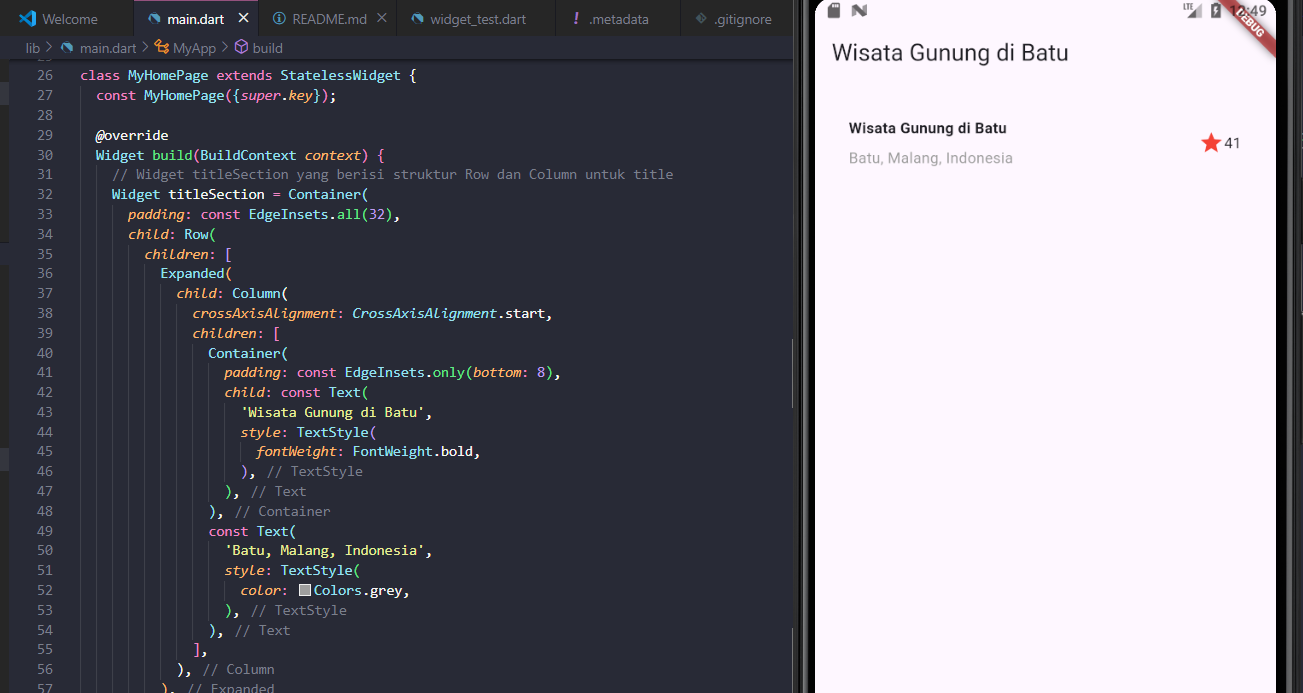 Welcome main.dart README.md widget_test.dart .metadata .gitignore
lib > main.dart > MyApp > build
26 class MyHomePage extends StatelessWidget {
27 const MyHomePage({super.key});
28
29 @override
30 Widget build(BuildContext context) {
31 // Widget titleSection yang berisi struktur Row dan Column untuk title
32 Widget titleSection = Container(
33 padding: const EdgeInsets.all(32),
34 child: Row(
35 children: [
36 Expanded(
37 child: Column(
38 crossAxisAlignment: CrossAxisAlignment.start,
39 children: [
40 Container(
41 padding: const EdgeInsets.only(bottom: 8),
42 child: const Text(
43 'Wisata Gunung di Batu',
44 style: TextStyle(
45 fontWeight: FontWeight.bold,
46 ), // TextStyle
47 ), // Text
48 ), // Container
49 const Text(
50 'Batu, Malang, Indonesia',
51 style: TextStyle(
52 color: Colors.grey,
53 ), // TextStyle
54 ), // Text
55 ],
56 ), // Column
57 ), // Expanded
LTE
:49
DEBUG
Wisata Gunung di Batu
Wisata Gunung di Batu
41
Batu, Malang, Indonesia